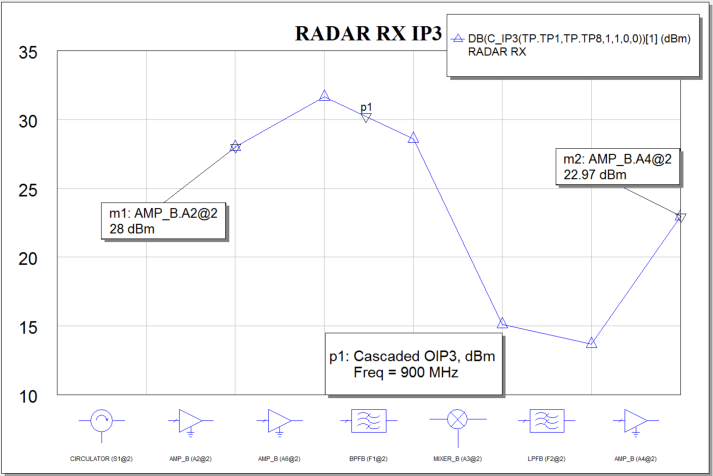 RADAR RX IP3
DB(C_IP3(TP.TP1,TP.TP8,1,1,0,0))[1] (dBm)
RADAR RX
35
30
25
20
15
10
p1
m1: AMP_B.A2@2
28 dBm
m2: AMP_B.A4@2
22.97 dBm
p1: Cascaded OIP3, dBm
Freq = 900 MHz
CIRCULATOR (S1@2)
AMP_B (A2@2)
AMP_B (A6@2)
BPFB (F1@2)
MIXER_B (A3@2)
LPFB (F2@2)
AMP_B (A4@2)